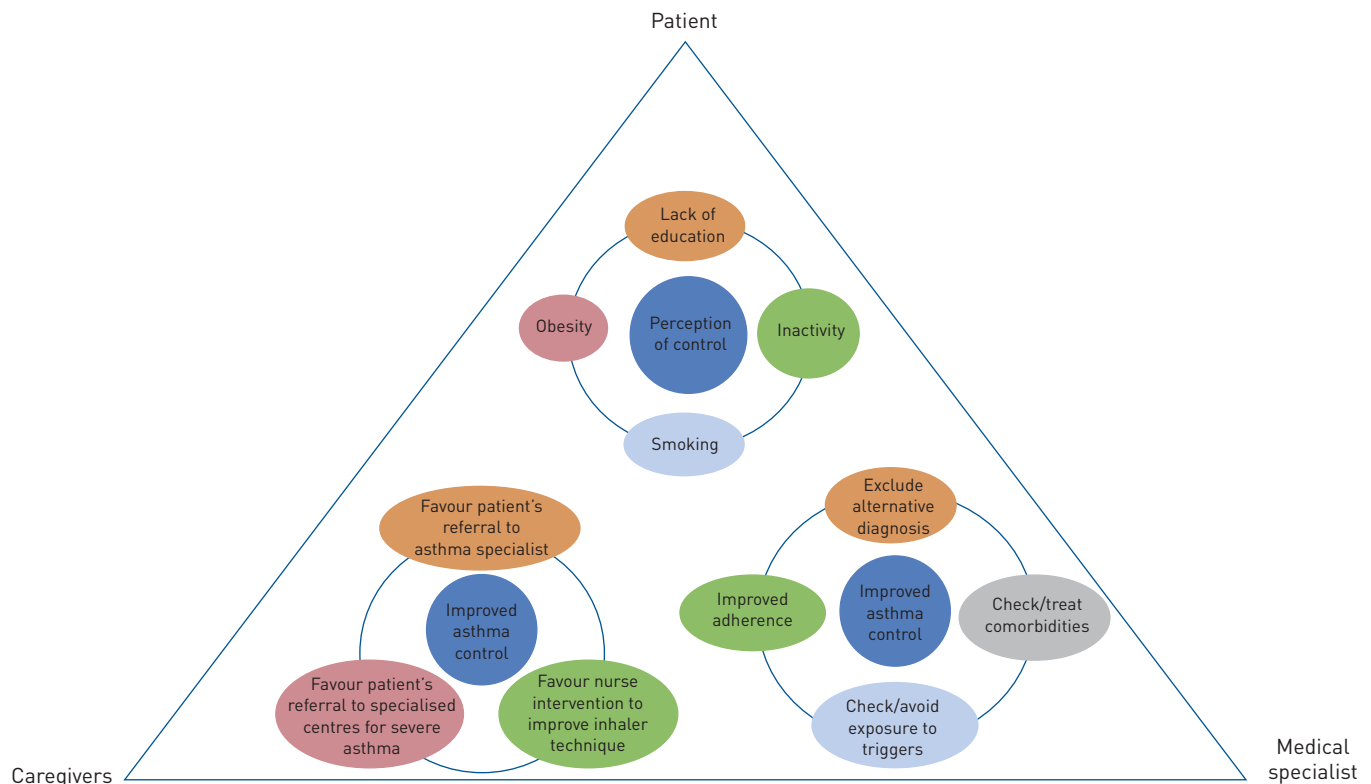 Patient
Lack of
education
Obesity
Perception
of control
Inactivity
Smoking
Favour patient's
referral to
asthma specialist
Improved
asthma
control
Favour patient's
referral to specialised
centres for severe
asthma
Favour nurse
intervention to
improve inhaler
technique
Exclude
alternative
diagnosis
Improved
adherence
Improved
asthma
control
Check/treat
comorbidities
Check/avoid
exposure to
triggers
Caregivers
Medical
specialist